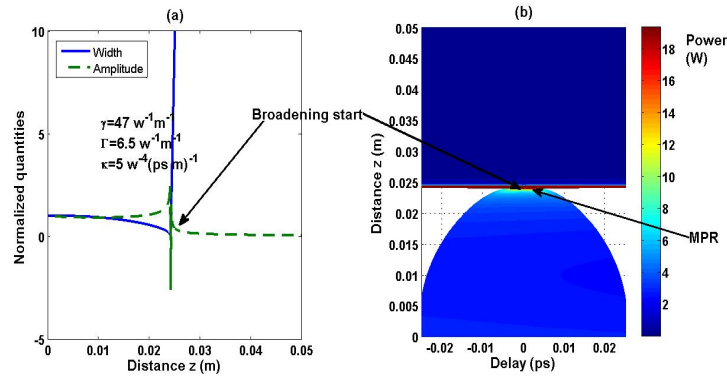 (a)
10
5
0
-5
Normalized quantities
Width
Amplitude
γ=47 w⁻¹m⁻¹
Γ=6.5 w⁻¹m⁻¹
κ=5 w⁻⁴(ps m)⁻¹
Broadening start
0
0.01
0.02
0.03
0.04
0.05
Distance z (m)
(b)
0.05
0.045
0.04
0.035
0.03
0.025
0.02
0.015
0.01
0.005
0
Distance z (m)
-0.02
-0.01
0
0.01
0.02
Delay (ps)
MPR
Power
(W)
18
16
14
12
10
8
6
4
2